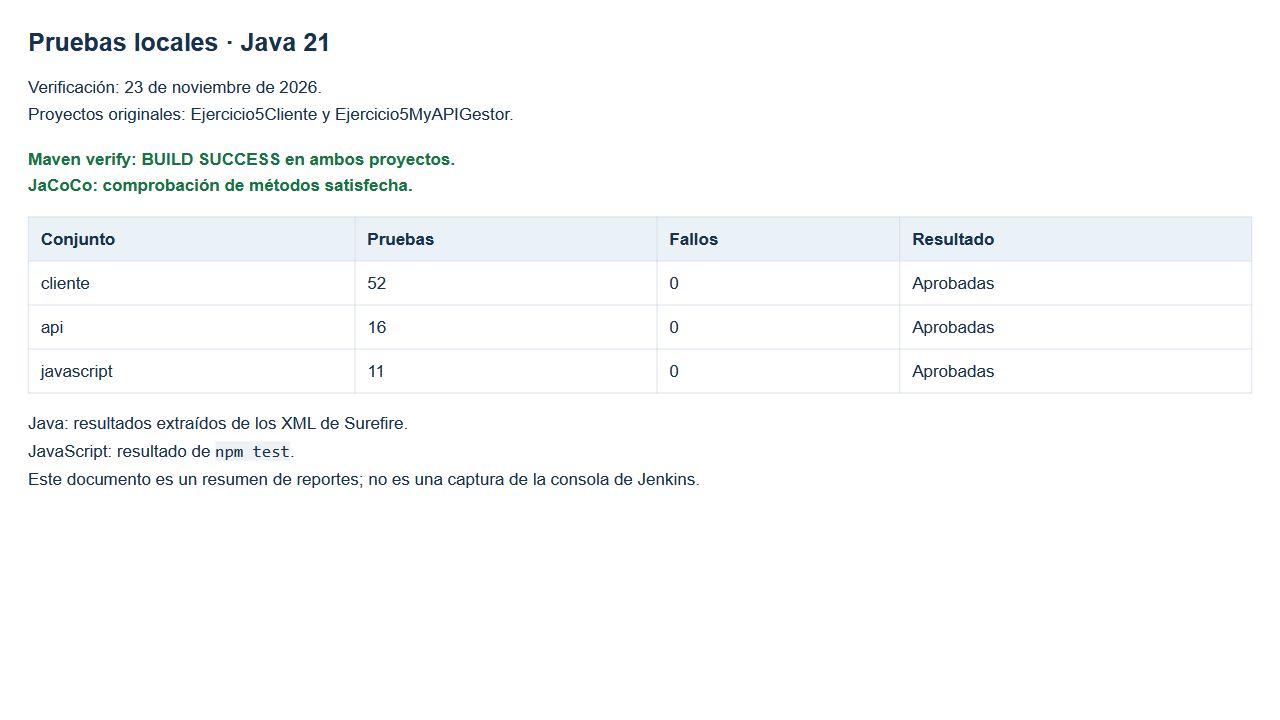 Pruebas locales · Java 21
Verificación: 23 de noviembre de 2026.
Proyectos originales: Ejercicio5Cliente y Ejercicio5MyAPIGestor.
Maven verify: BUILD SUCCESS en ambos proyectos.
JaCoCo: comprobación de métodos satisfecha.
Conjunto Pruebas Fallos Resultado
cliente 52 0 Aprobadas
api 16 0 Aprobadas
javascript 11 0 Aprobadas
Java: resultados extraídos de los XML de Surefire.
JavaScript: resultado de npm test.
Este documento es un resumen de reportes; no es una captura de la consola de Jenkins.